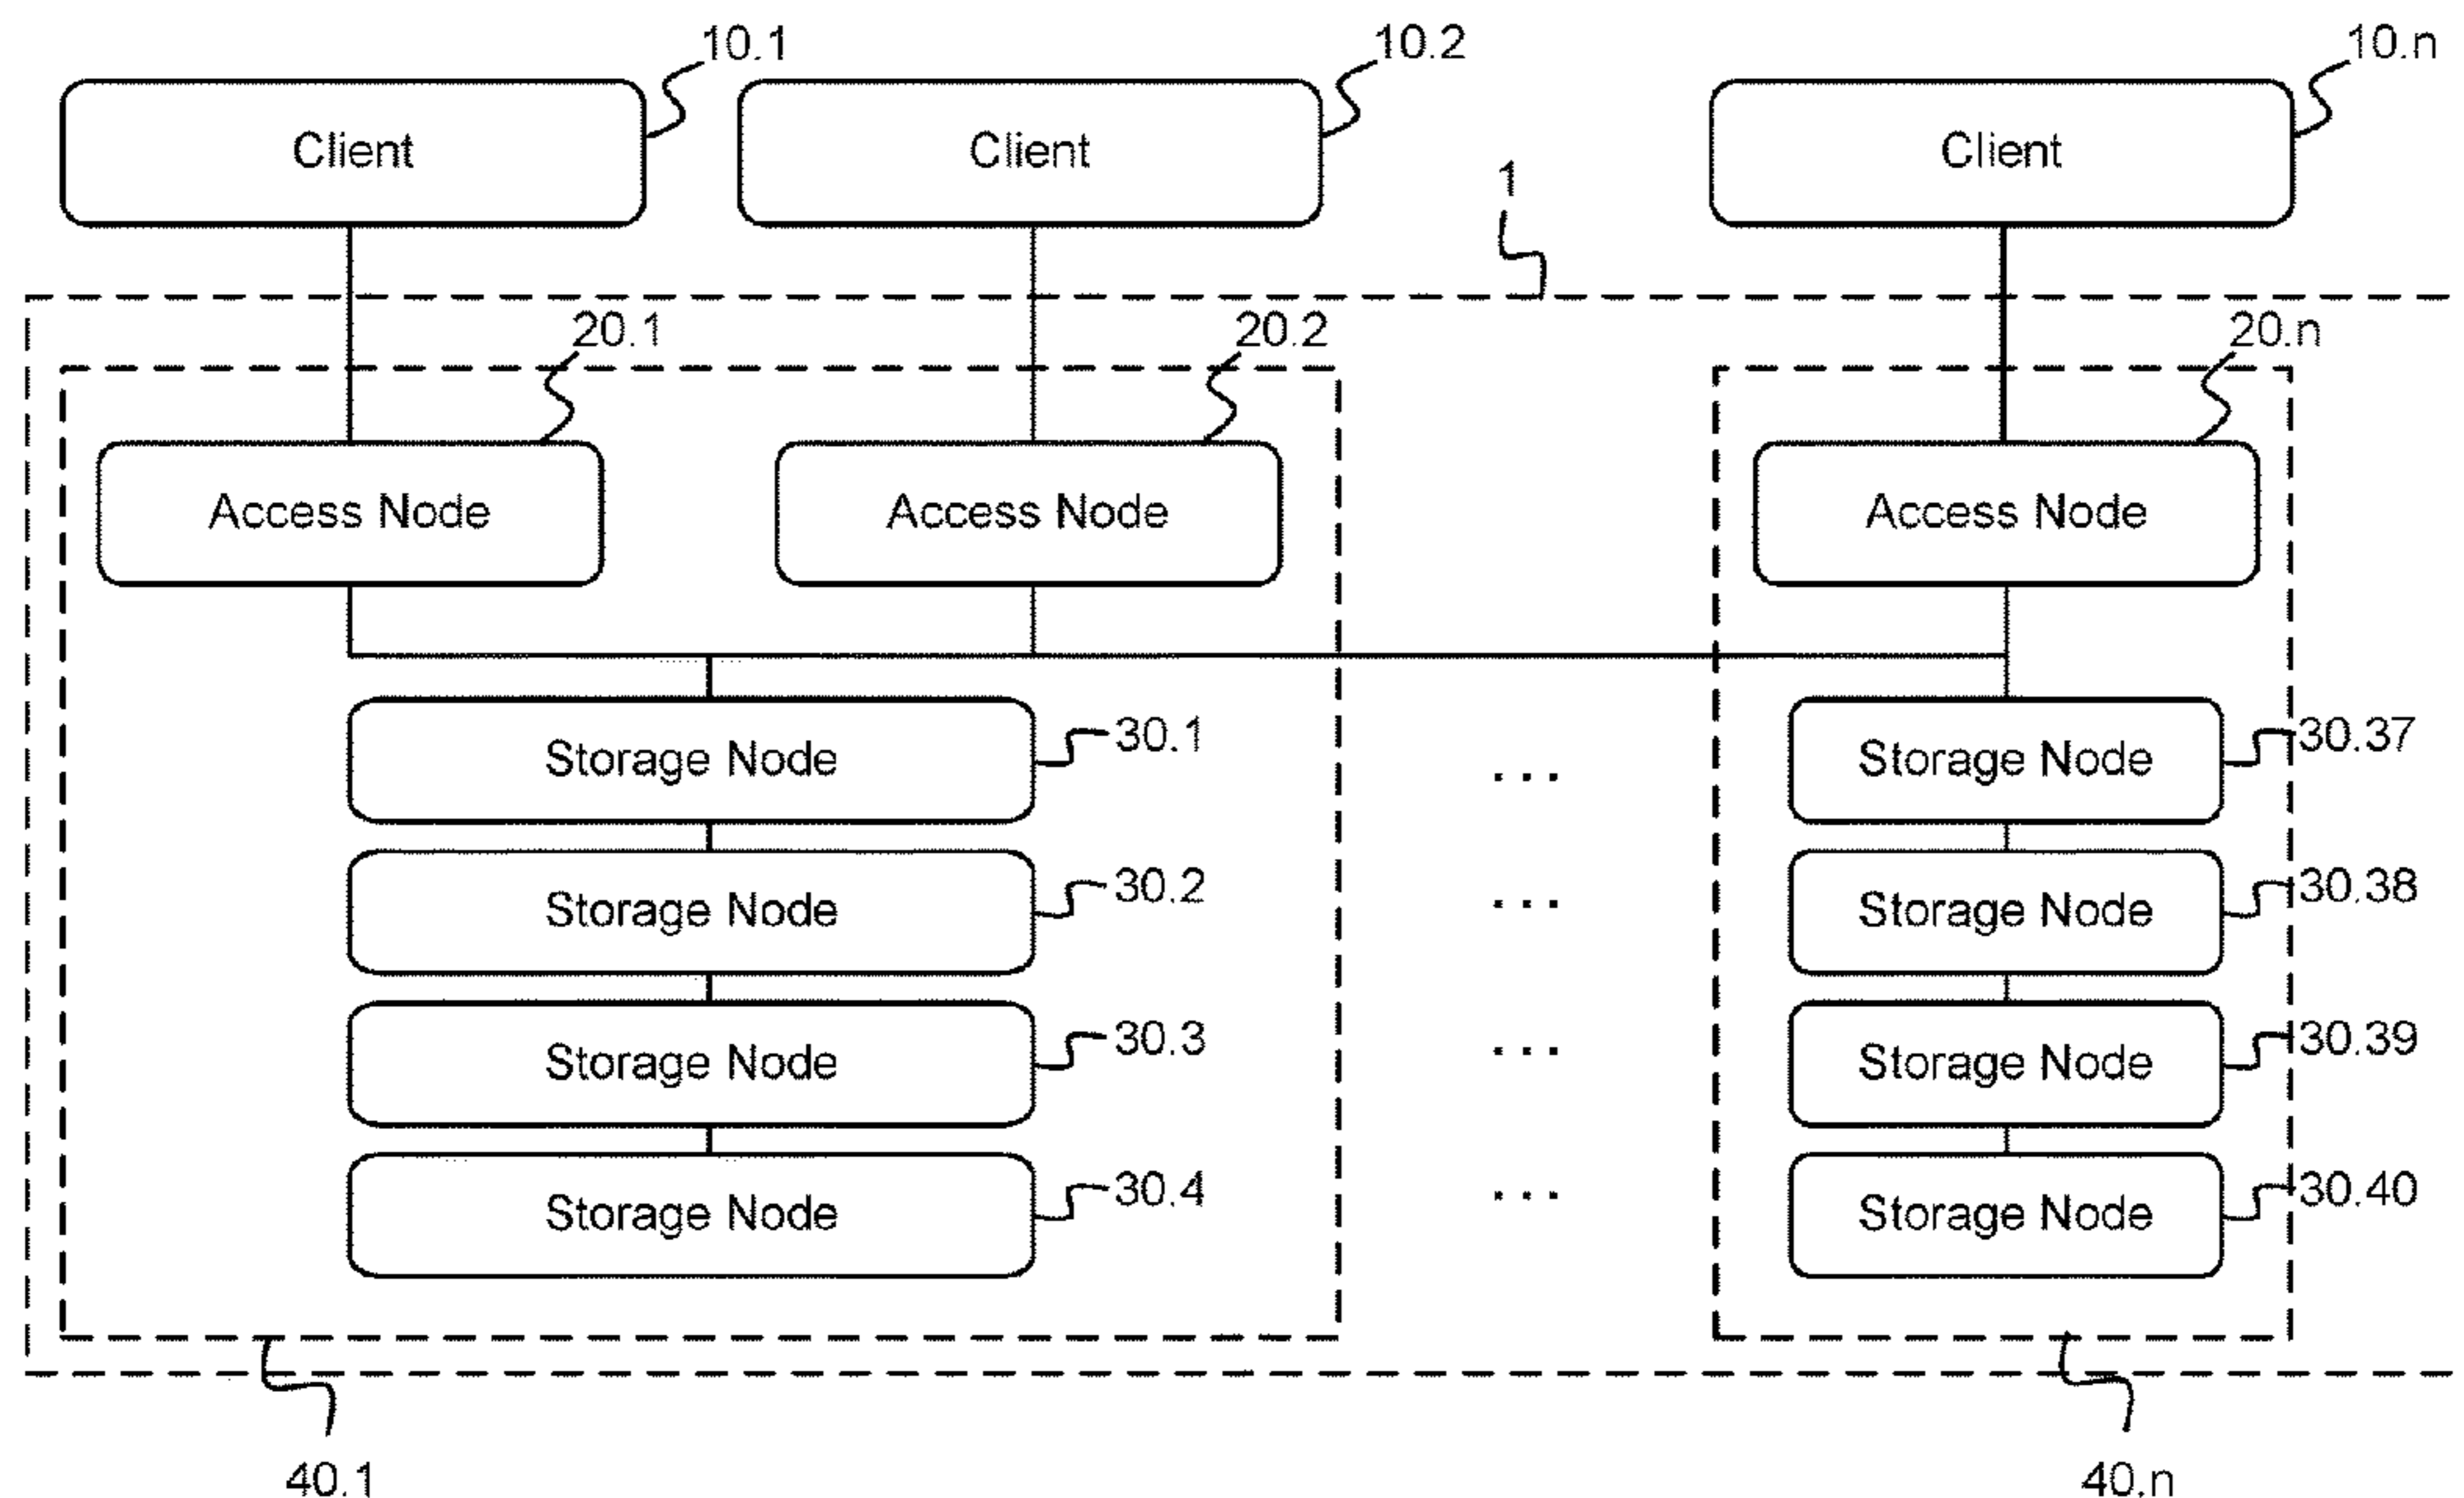 10.1
10.2
10.n
Client
Client
Client
1
20.1
20.2
20.n
Access Node
Access Node
Access Node
Storage Node
30.1
...
Storage Node
30.37
Storage Node
30.2
...
Storage Node
30.38
Storage Node
30.3
...
Storage Node
30.39
Storage Node
30.4
...
Storage Node
30.40
40.1
40.n